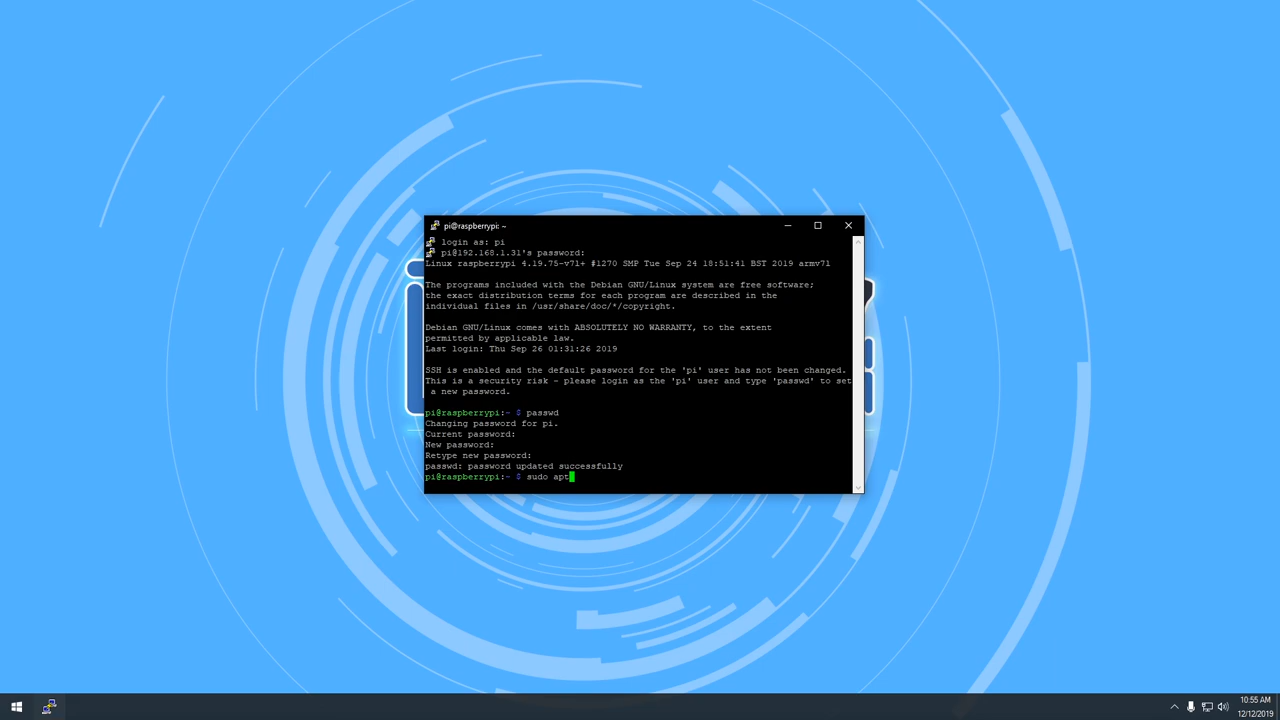 pi@raspberrypi: ~
login as: pi
pi@192.168.1.31's password:
Linux raspberrypi 4.19.75-v7l+ #1270 SMP Tue Sep 24 18:51:41 BST 2019 armv7l
The programs included with the Debian GNU/Linux system are free software;
the exact distribution terms for each program are described in the
individual files in /usr/share/doc/*/copyright.
Debian GNU/Linux comes with ABSOLUTELY NO WARRANTY, to the extent
permitted by applicable law.
Last login: Thu Sep 26 01:31:26 2019
SSH is enabled and the default password for the 'pi' user has not been changed.
This is a security risk - please login as the 'pi' user and type 'passwd' to set
a new password.
pi@raspberrypi:~ $ passwd
Changing password for pi.
Current password:
New password:
Retype new password:
passwd: password updated successfully
pi@raspberrypi:~ $ sudo apt
10:55 AM
12/12/2019